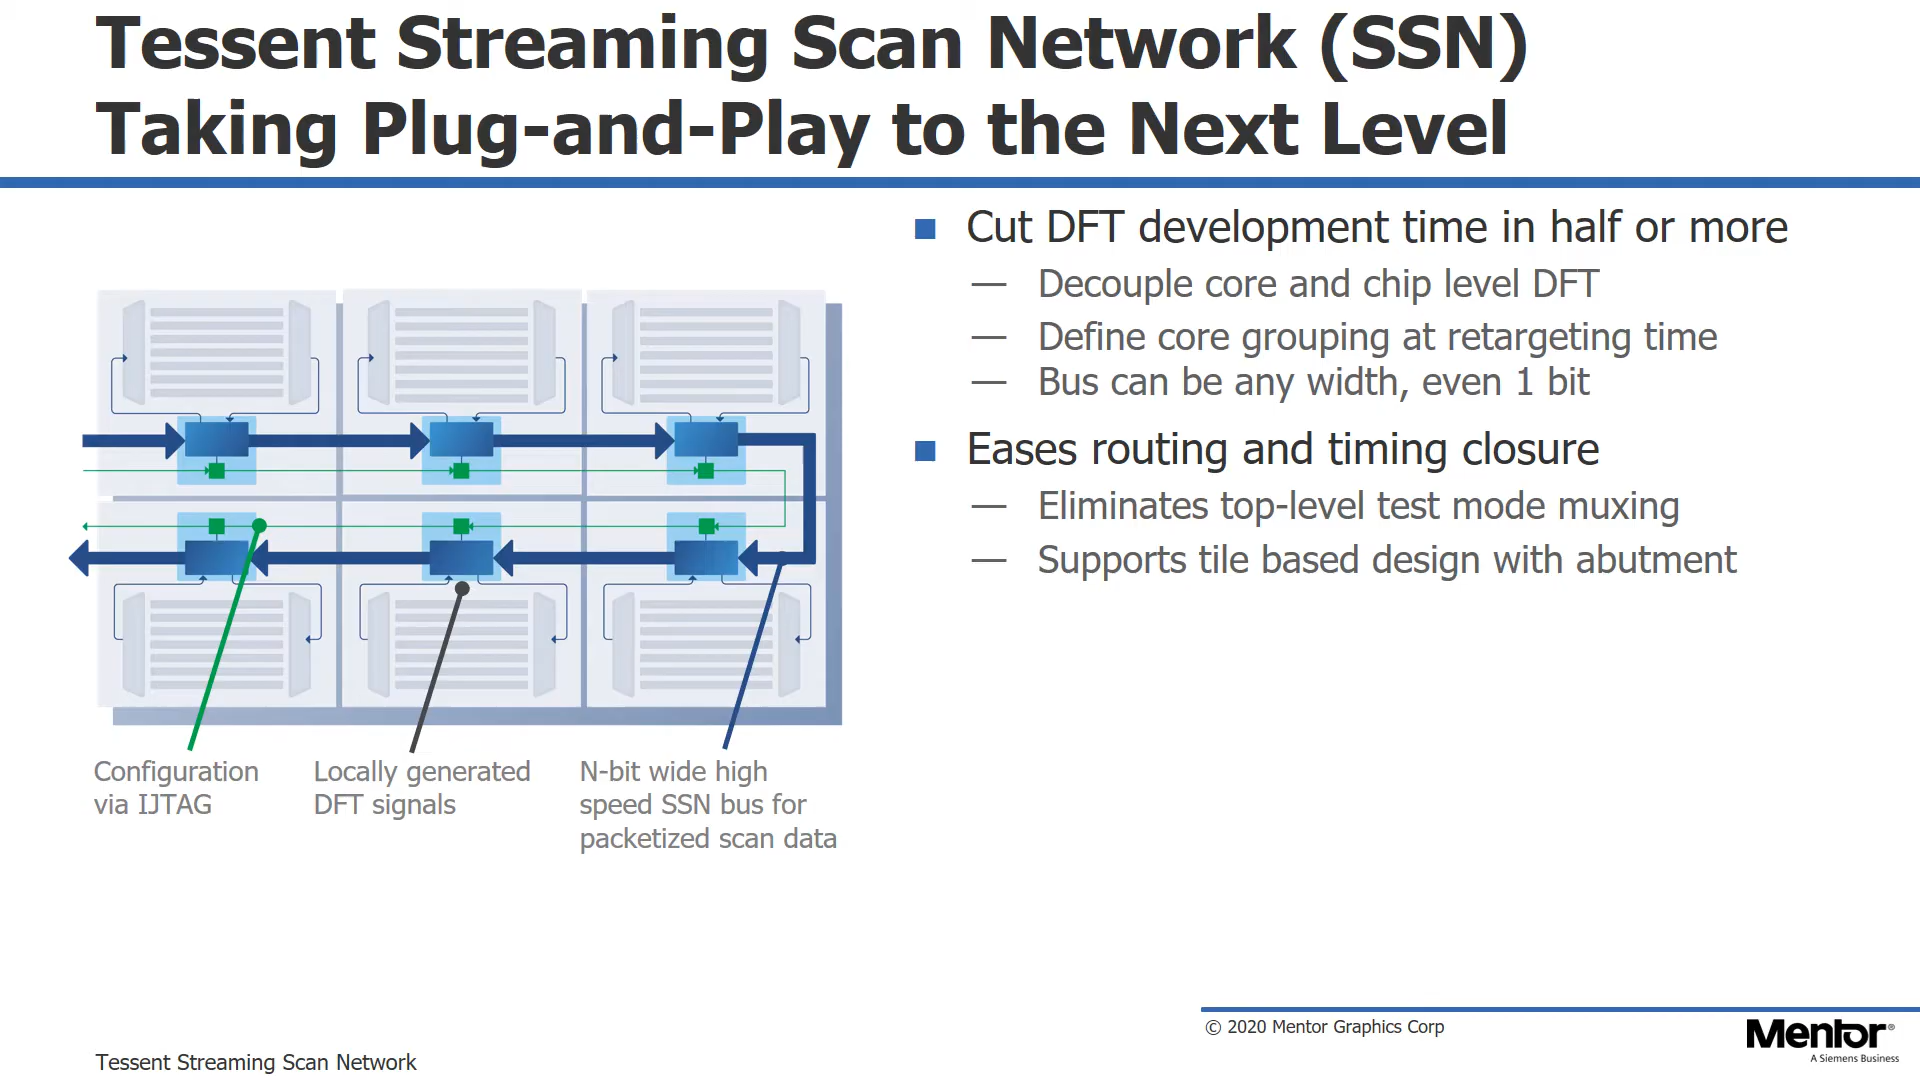 Tessent Streaming Scan Network (SSN)
Taking Plug-and-Play to the Next Level
■ Cut DFT development time in half or more
— Decouple core and chip level DFT
— Define core grouping at retargeting time
— Bus can be any width, even 1 bit
■ Eases routing and timing closure
— Eliminates top-level test mode muxing
— Supports tile based design with abutment
Configuration
via IJTAG
Locally generated
DFT signals
N-bit wide high
speed SSN bus for
packetized scan data
© 2020 Mentor Graphics Corp
Mentor®
A Siemens Business
Tessent Streaming Scan Network